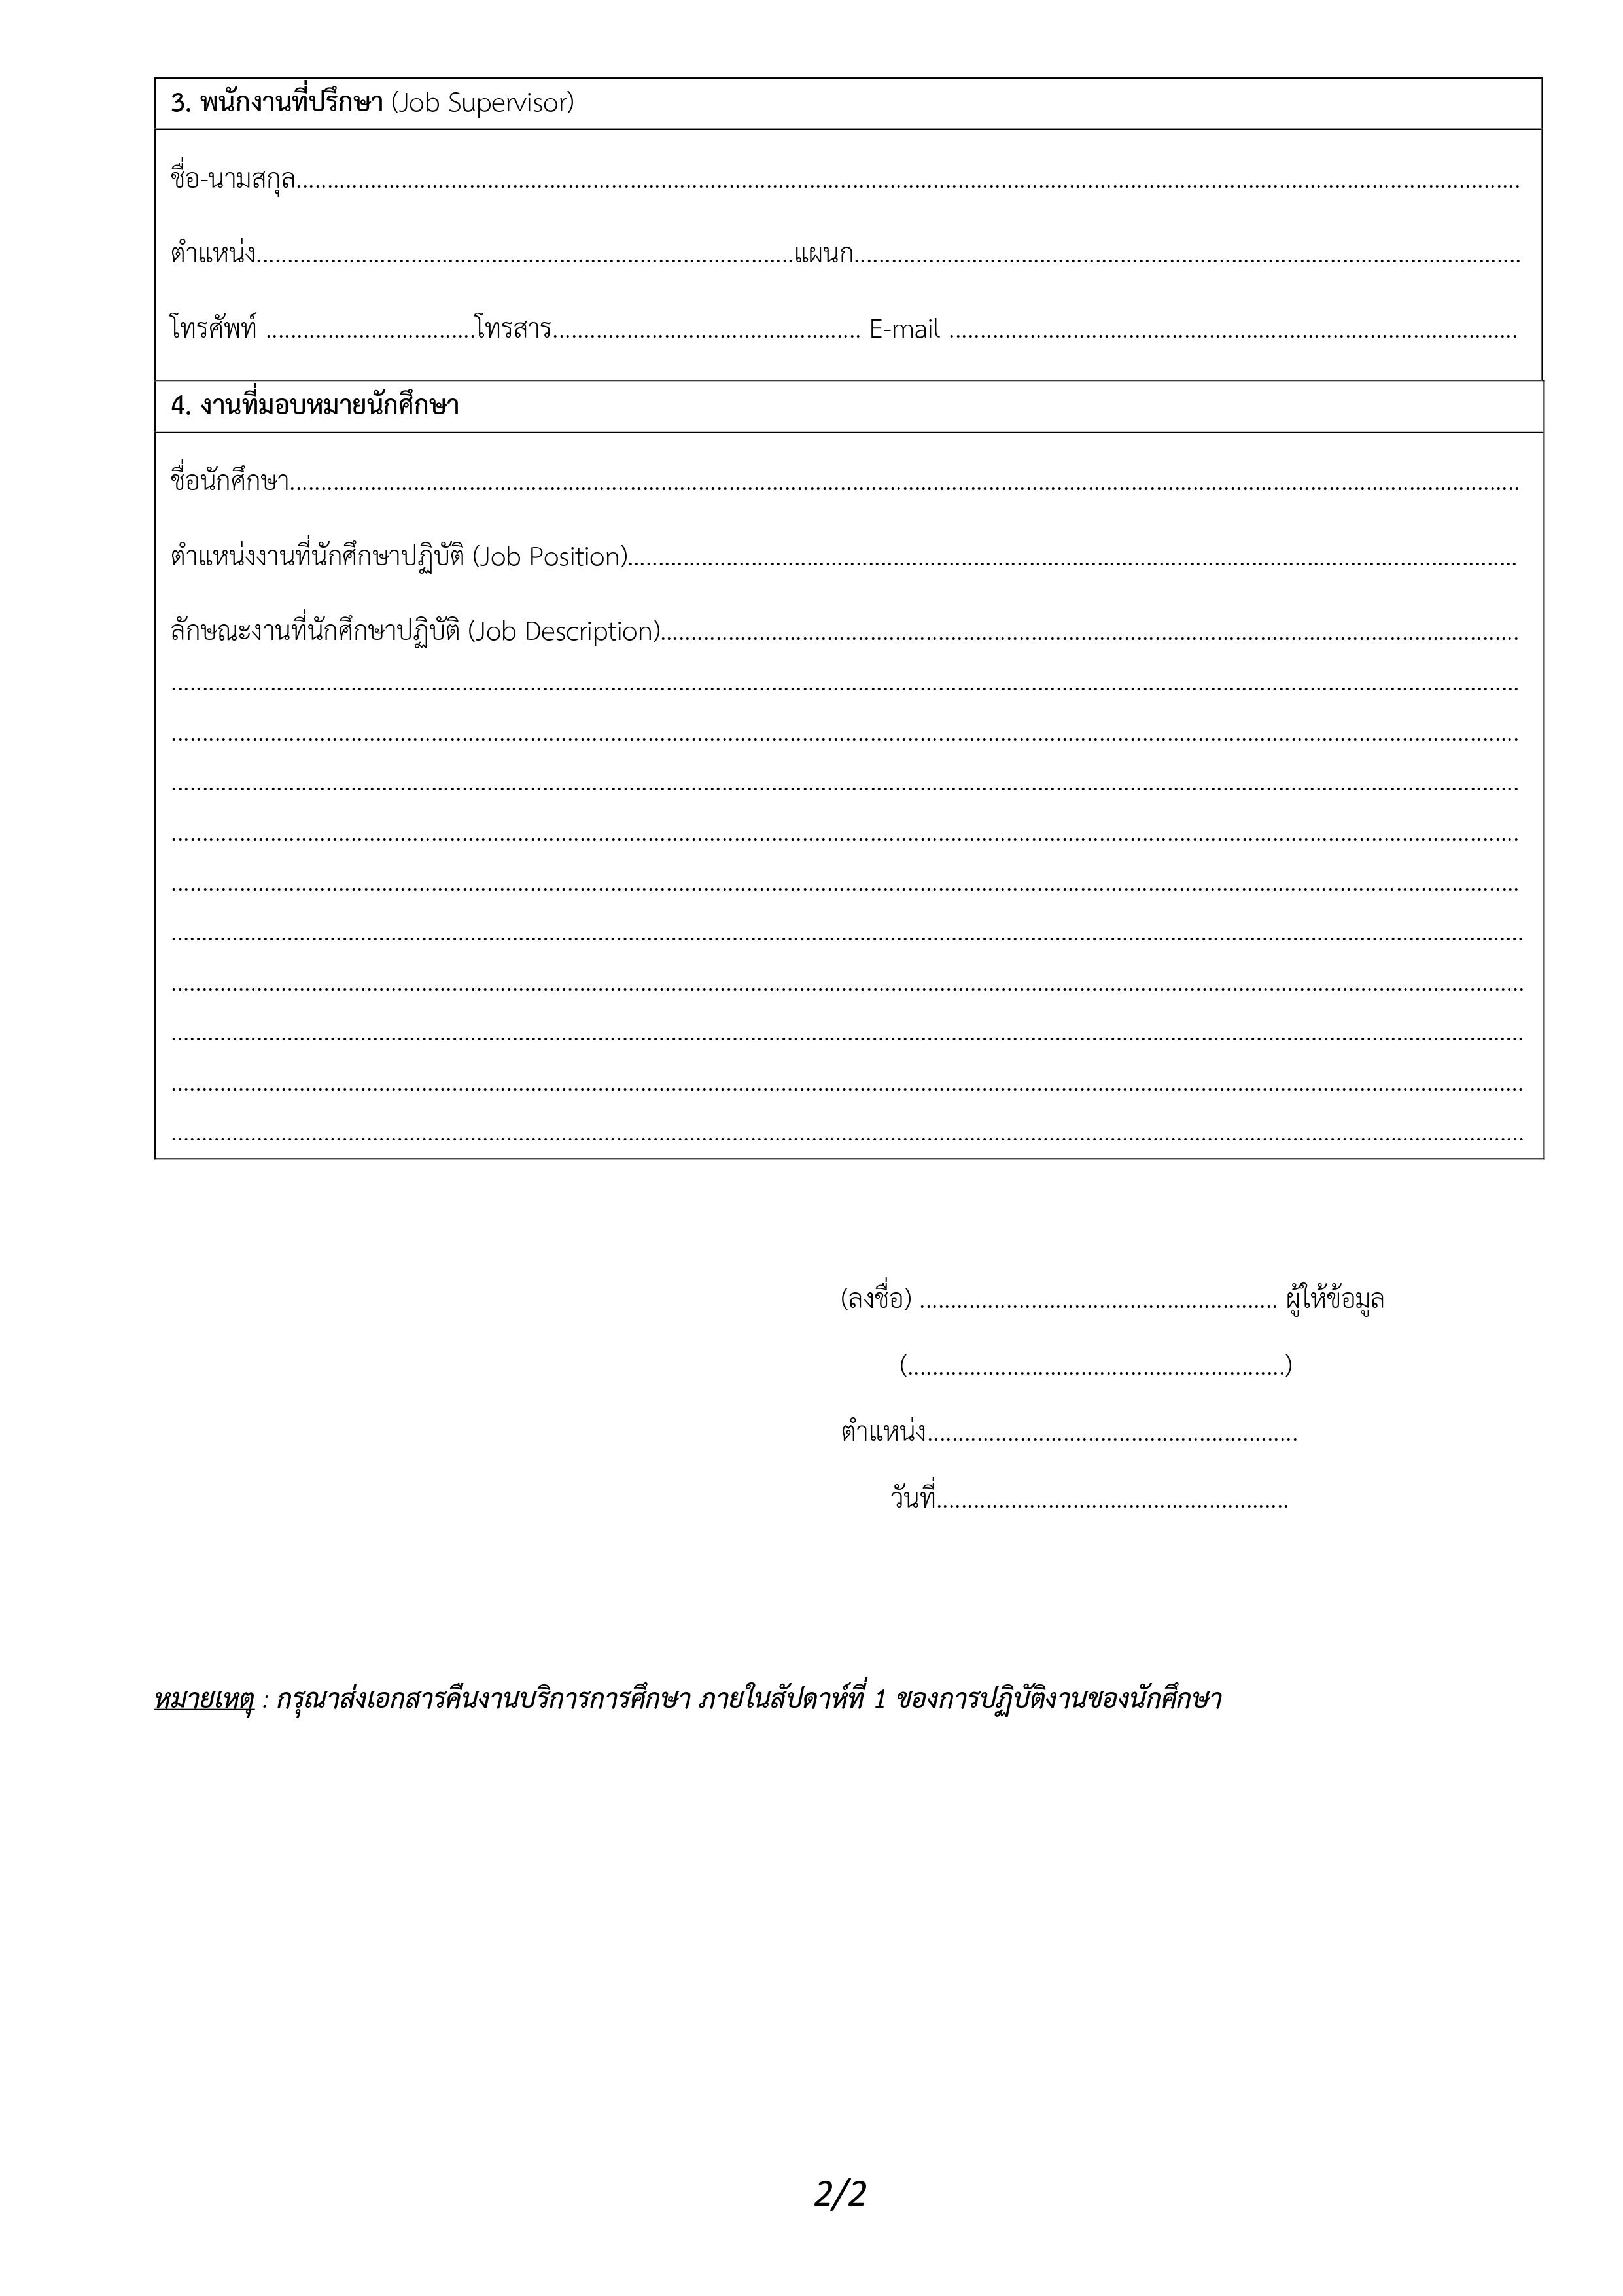 3. พนักงานที่ปรึกษา (Job Supervisor)
ชื่อ-นามสกุล................................................................................
ตำแหน่ง........................................แผนก........................................
โทรศัพท์ ....................โทรสาร.................... E-mail ........................................
4. งานที่มอบหมายนักศึกษา
ชื่อนักศึกษา................................................................................
ตำแหน่งงานที่นักศึกษาปฏิบัติ (Job Position)............................................................
ลักษณะงานที่นักศึกษาปฏิบัติ (Job Description)............................................................
(ลงชื่อ) ........................................ ผู้ให้ข้อมูล
(........................................)
ตำแหน่ง........................................
วันที่........................................
หมายเหตุ : กรุณาส่งเอกสารคืนงานบริการการศึกษา ภายในสัปดาห์ที่ 1 ของการปฏิบัติงานของนักศึกษา
2/2